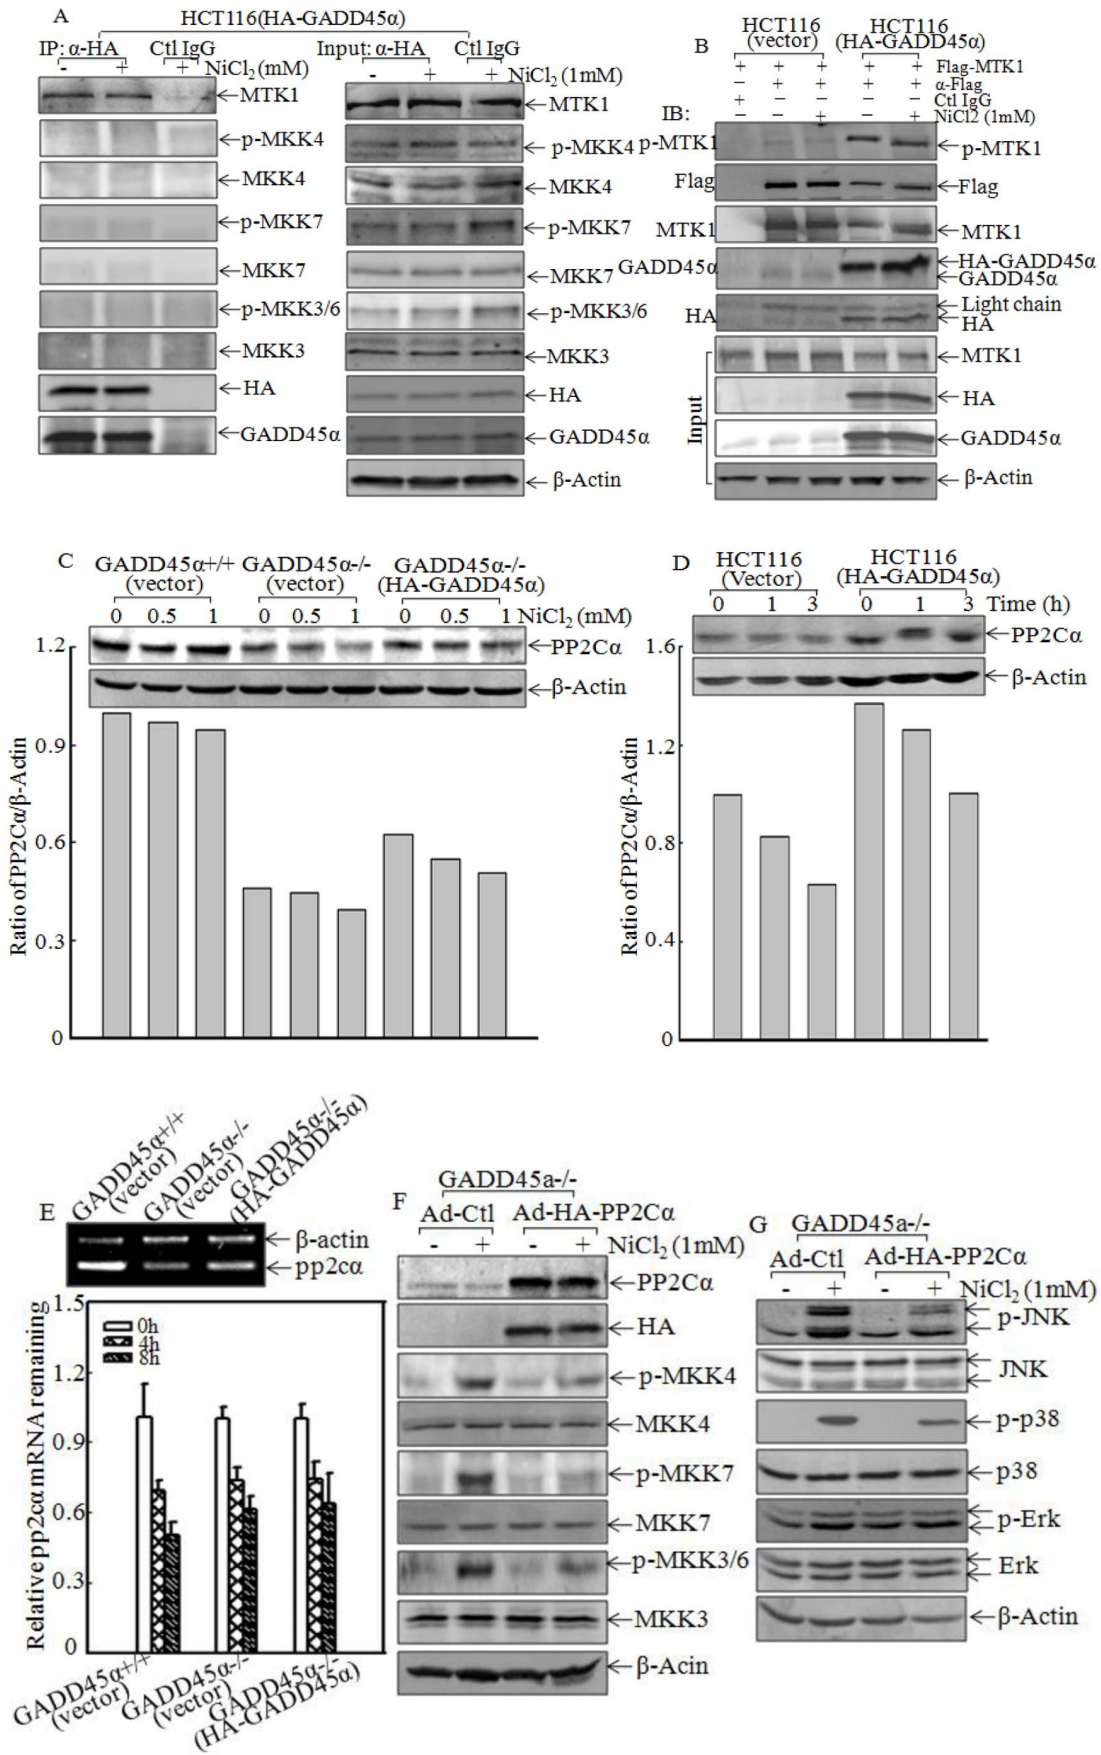 A
HCT116(HA-GADD45α)
IP: α-HA
Ctl IgG
- + + NiCl2 (mM)
MTK1
p-MKK4
MKK4
p-MKK7
MKK7
p-MKK3/6
MKK3
HA
GADD45α
Input: α-HA
Ctl IgG
- + + NiCl2 (1mM)
MTK1
p-MKK4
MKK4
p-MKK7
MKK7
p-MKK3/6
MKK3
HA
GADD45α
β-Actin
B
HCT116
(vector)
HCT116
(HA-GADD45α)
+ + + + + Flag-MTK1
- + + + + α-Flag
+ - - - - Ctl IgG
- - + - + NiCl2 (1mM)
IB:
p-MTK1 p-MTK1
Flag Flag
MTK1 MTK1
GADD45α HA-GADD45α
GADD45α
Light chain
HA HA
Input
MTK1
HA
GADD45α
β-Actin
C
GADD45α+/+
(vector)
GADD45α-/-
(vector)
GADD45α-/-
(HA-GADD45α)
0 0.5 1 0 0.5 1 0 0.5 1 NiCl2 (mM)
PP2Cα
β-Actin
Ratio of PP2Cα/β-Actin
1.2
0.9
0.6
0.3
0
D
HCT116
(Vector)
HCT116
(HA-GADD45α)
0 1 3 0 1 3 Time (h)
PP2Cα
β-Actin
Ratio of PP2Cα/β-Actin
1.6
1.2
0.8
0.4
0
E
GADD45α+/+
(vector)
GADD45α-/-
(vector)
GADD45α-/-
(HA-GADD45α)
β-actin
pp2cα
Relative pp2cα mRNA remaining
1.5
1.2
0.9
0.6
0.3
0
0h
4h
8h
GADD45α+/+
(vector)
GADD45α-/-
(vector)
GADD45α-/-
(HA-GADD45α)
F
GADD45a-/-
Ad-Ctl Ad-HA-PP2Cα
- + - + NiCl2 (1mM)
PP2Cα
HA
p-MKK4
MKK4
p-MKK7
MKK7
p-MKK3/6
MKK3
β-Acin
G
GADD45a-/-
Ad-Ctl Ad-HA-PP2Cα
- + - + NiCl2 (1mM)
p-JNK
JNK
p-p38
p38
p-Erk
Erk
β-Actin